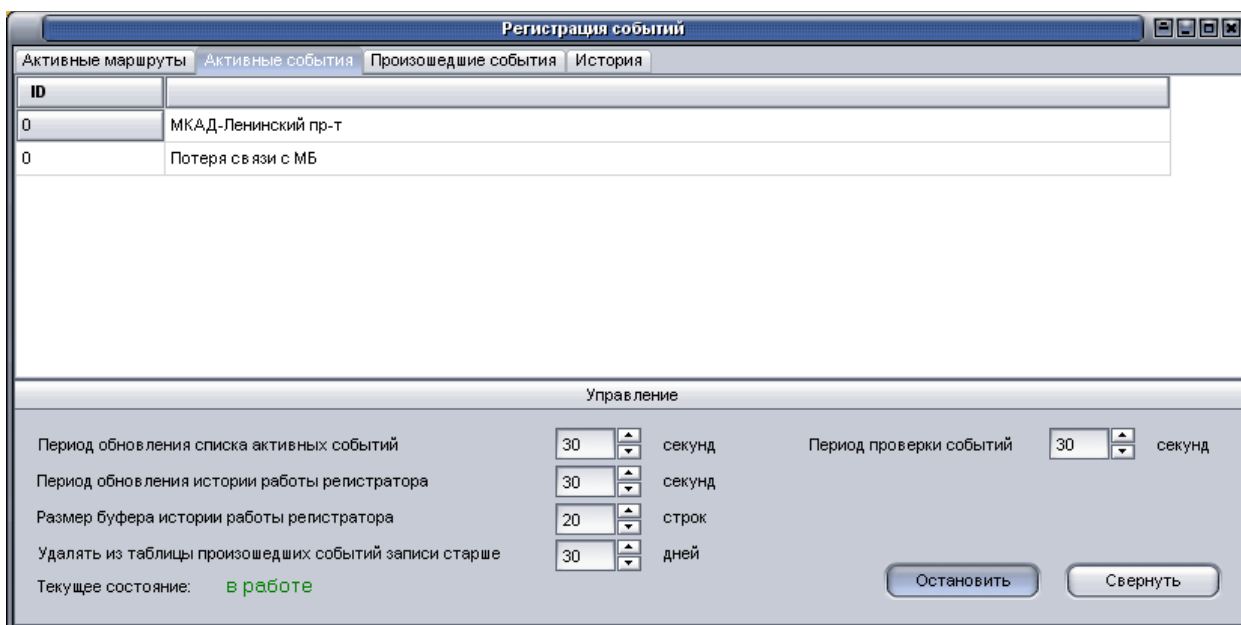 Регистрация событий
Активные маршруты Активные события Произошедшие события История
ID
0 МКАД-Ленинский пр-т
0 Потеря связи с МБ
Управление
Период обновления списка активных событий 30 секунд Период проверки событий 30 секунд
Период обновления истории работы регистратора 30 секунд
Размер буфера истории работы регистратора 20 строк
Удалять из таблицы произошедших событий записи старше 30 дней
Текущее состояние: в работе Остановить Свернуть